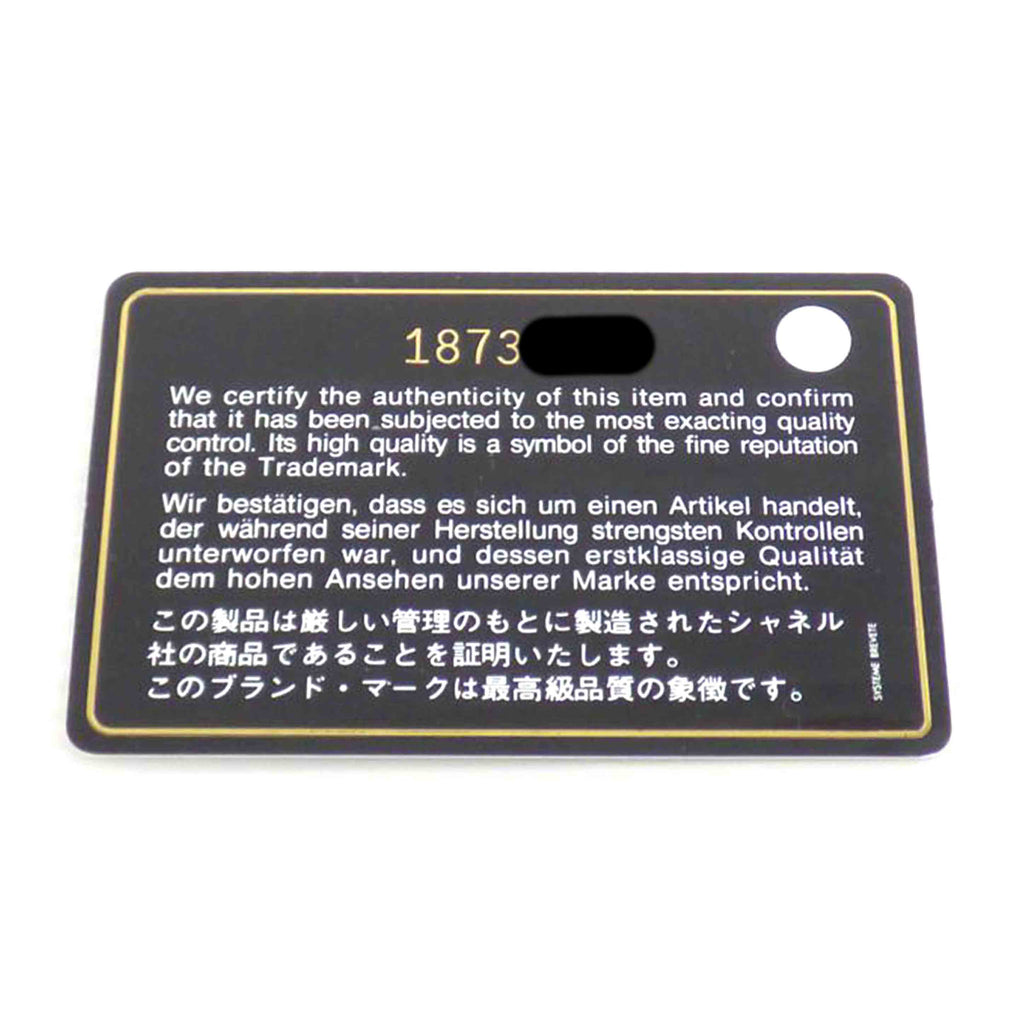 1873
We certify the authenticity of this item and confirm
that it has been subjected to the most exacting quality
control. Its high quality is a symbol of the fine reputation
of the Trademark.
Wir bestätigen, dass es sich um einen Artikel handelt,
der während seiner Herstellung strengsten Kontrollen
unterworfen war, und dessen erstklassige Qualität
dem hohen Ansehen unserer Marke entspricht.
この製品は厳しい管理のもとに製造されたシャネル
社の商品であることを証明いたします。
このブランド・マークは最高級品質の象徴です。
SYSTEME BREVETE